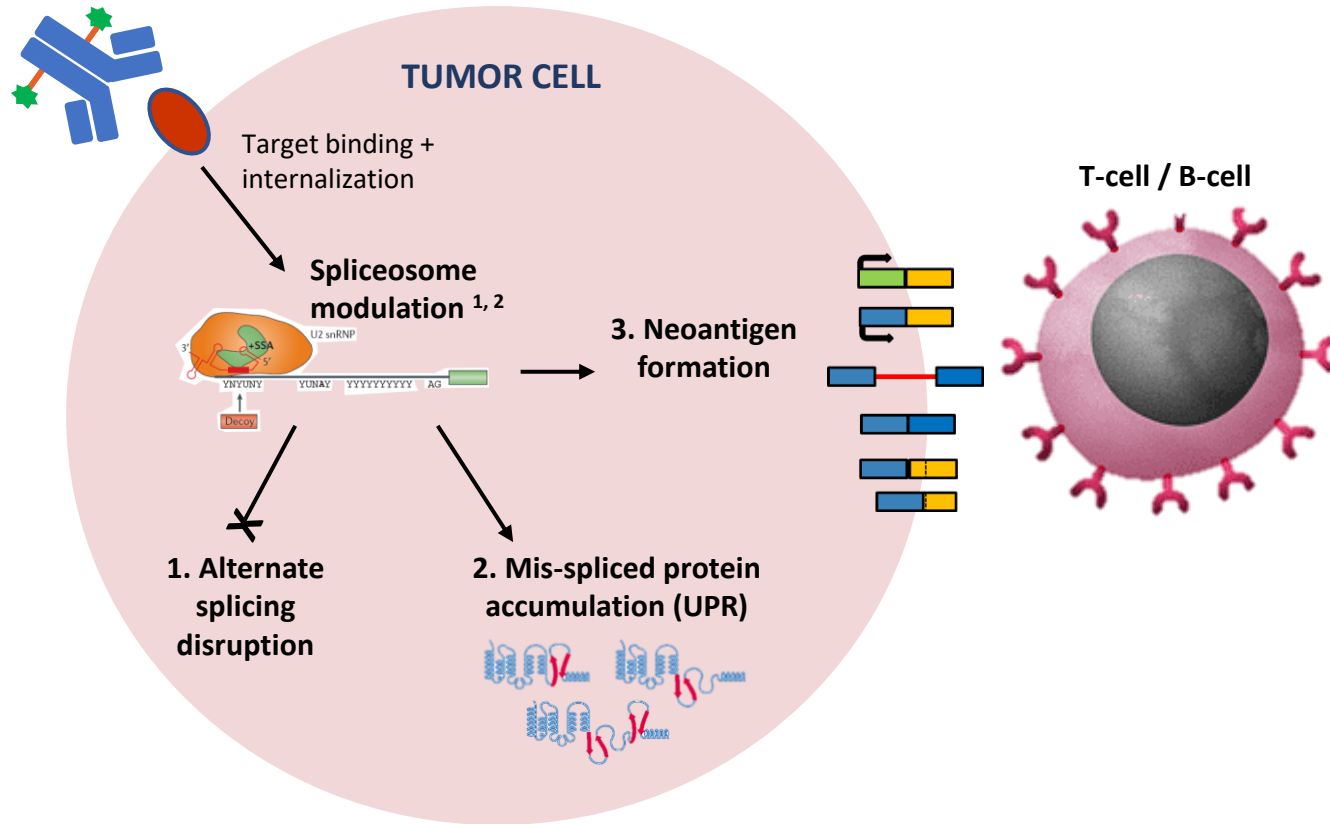 TUMOR CELL
Target binding +
internalization
T-cell / B-cell
Spliceosome
modulation 1, 2
U2 snRNP
+SSA
3′
5′
YNYUNY YUNAY YYYYYYYYYY AG
Decoy
3. Neoantigen
formation
1. Alternate
splicing
disruption
2. Mis-spliced protein
accumulation (UPR)